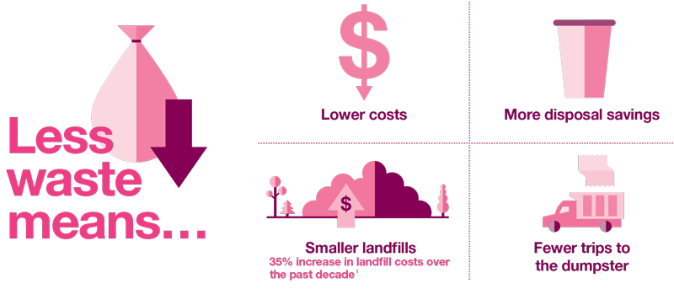 Less
waste
means...
$
Lower costs
More disposal savings
$
Smaller landfills
35% increase in landfill costs over
the past decade¹
Fewer trips to
the dumpster